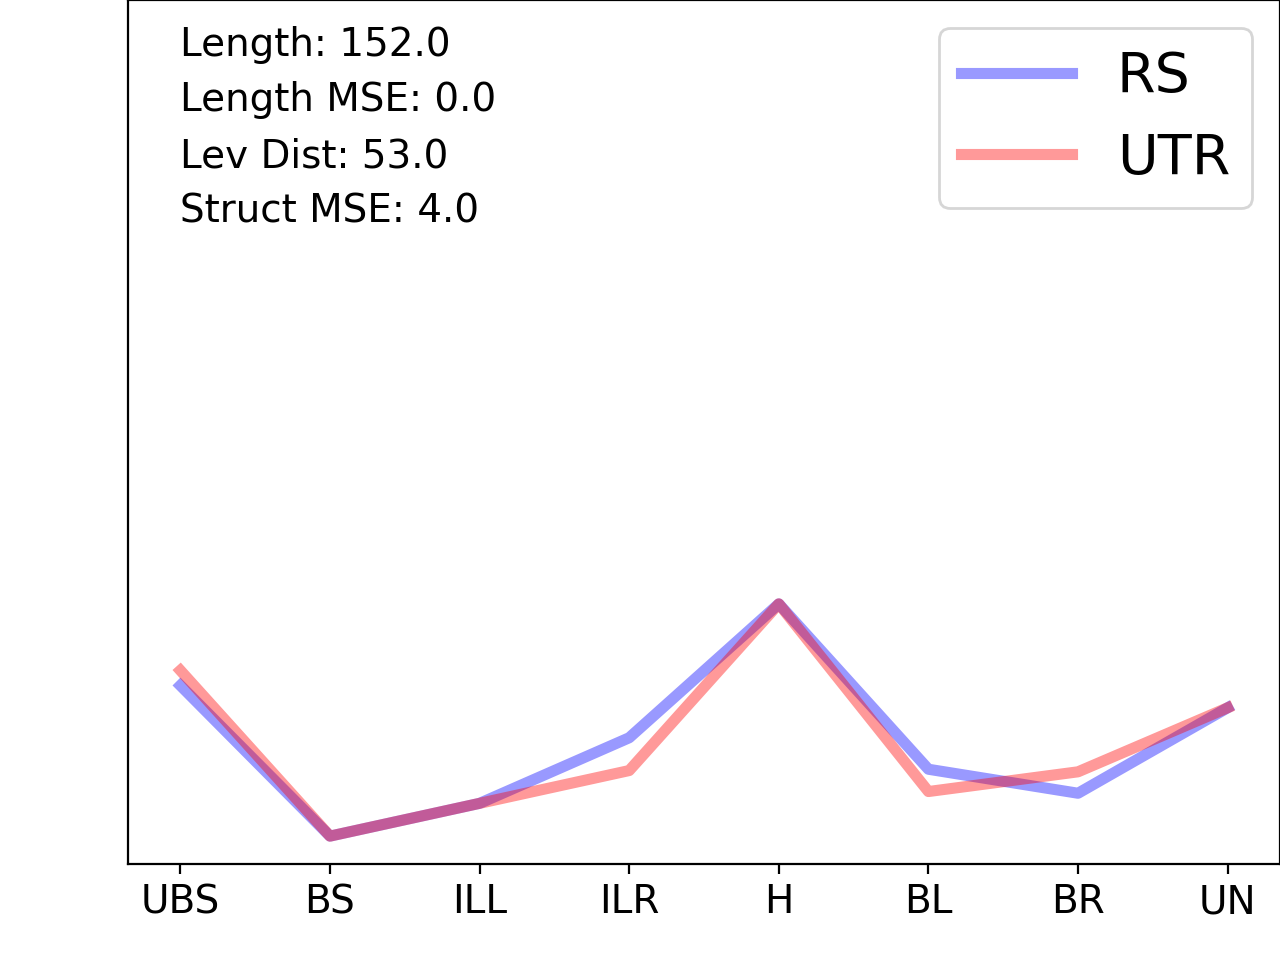 Length: 152.0
Length MSE: 0.0
Lev Dist: 53.0
Struct MSE: 4.0
RS
UTR
UBS BS ILL ILR H BL BR UN